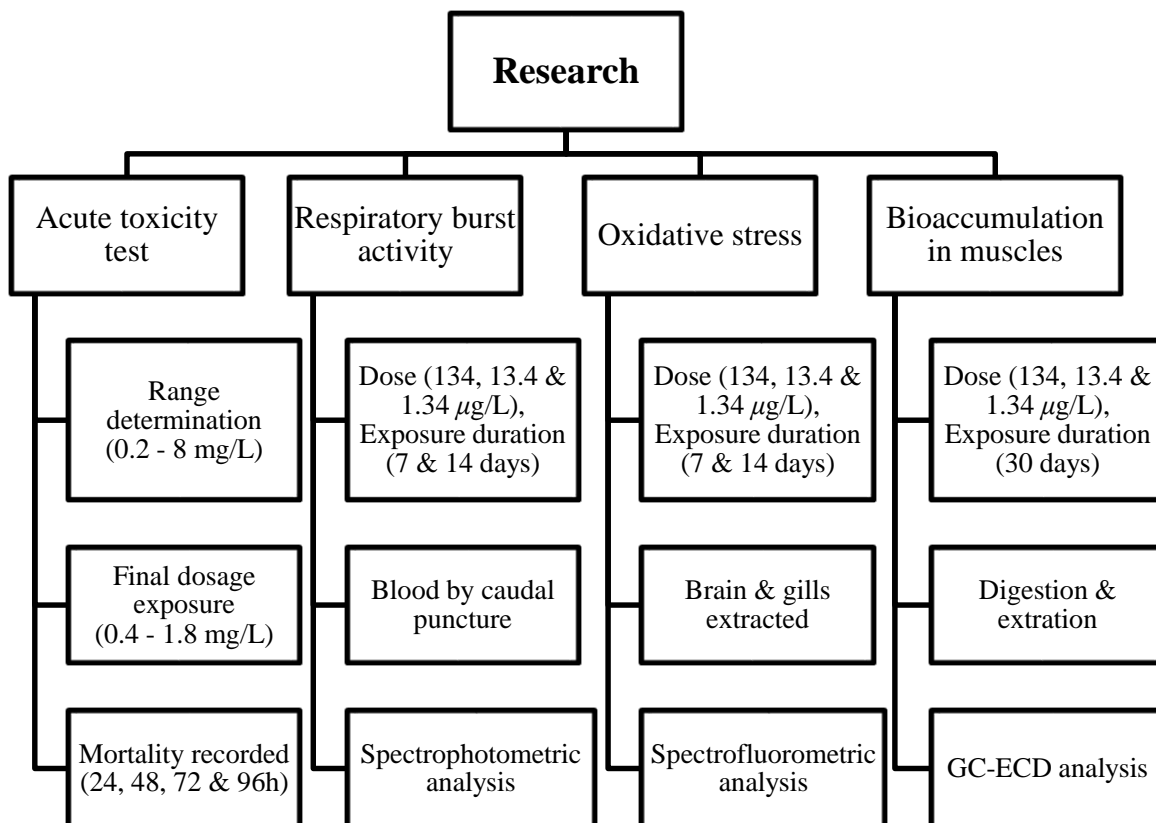 Research
Acute toxicity
test
Range
determination
(0.2 - 8 mg/L)
Final dosage
exposure
(0.4 - 1.8 mg/L)
Mortality recorded
(24, 48, 72 & 96h)
Respiratory burst
activity
Dose (134, 13.4 &
1.34 μg/L),
Exposure duration
(7 & 14 days)
Blood by caudal
puncture
Spectrophotometric
analysis
Oxidative stress
Dose (134, 13.4 &
1.34 μg/L),
Exposure duration
(7 & 14 days)
Brain & gills
extracted
Spectrofluorometric
analysis
Bioaccumulation
in muscles
Dose (134, 13.4 &
1.34 μg/L),
Exposure duration
(30 days)
Digestion &
extration
GC-ECD analysis